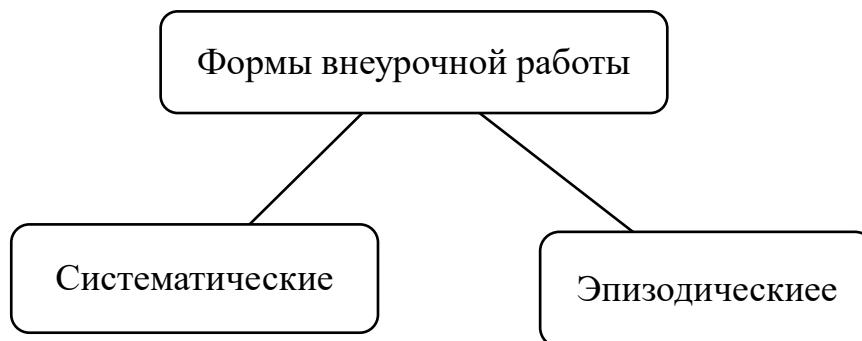 Формы внеурочной работы
Систематические
Эпизодическиее